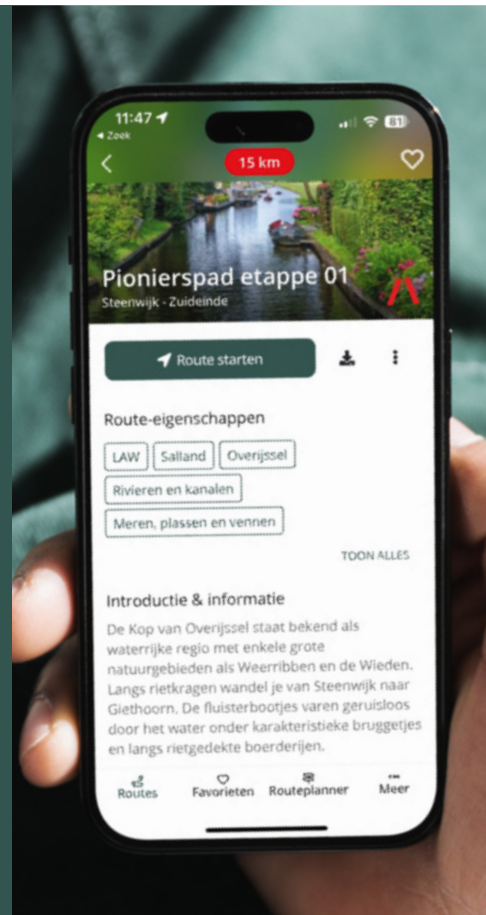 11:47
◂ Zoek
81
15 km
Pionierspad etappe 01
Steenwijk - Zuideinde
Route starten
Route-eigenschappen
LAW Salland Overijssel
Rivieren en kanalen
Meren, plassen en vennen
TOON ALLES
Introductie & informatie
De Kop van Overijssel staat bekend als
waterrijke regio met enkele grote
natuurgebieden als Weerribben en de Wieden.
Langs rietkragen wandel je van Steenwijk naar
Giethoorn. De fluisterbootjes varen geruisloos
door het water onder karakteristieke bruggetjes
en langs rietgedekte boerderijen.
Routes Favorieten Routeplanner Meer